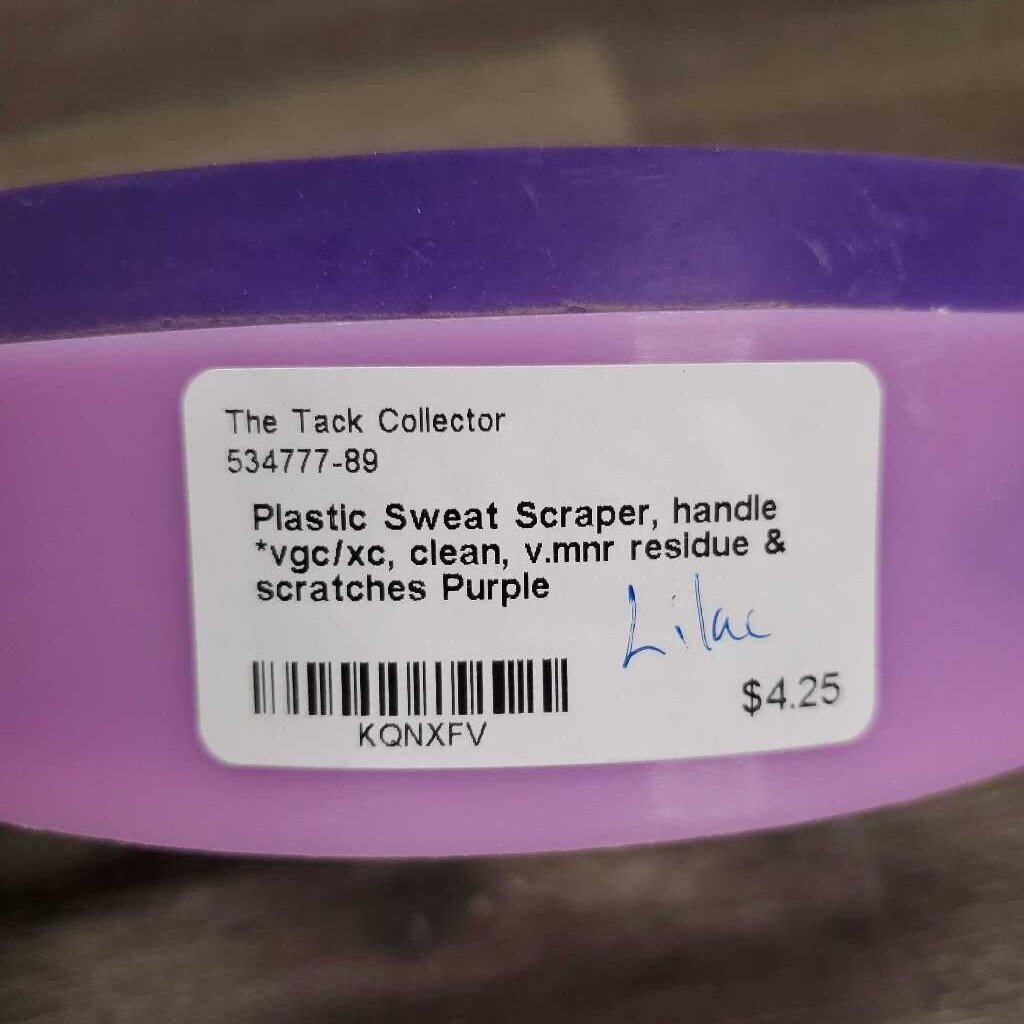 The Tack Collector
534777-89
Plastic Sweat Scraper, handle
*vgc/xc, clean, v.mnr residue &
scratches Purple
Lilac
$4.25
KQNXFV